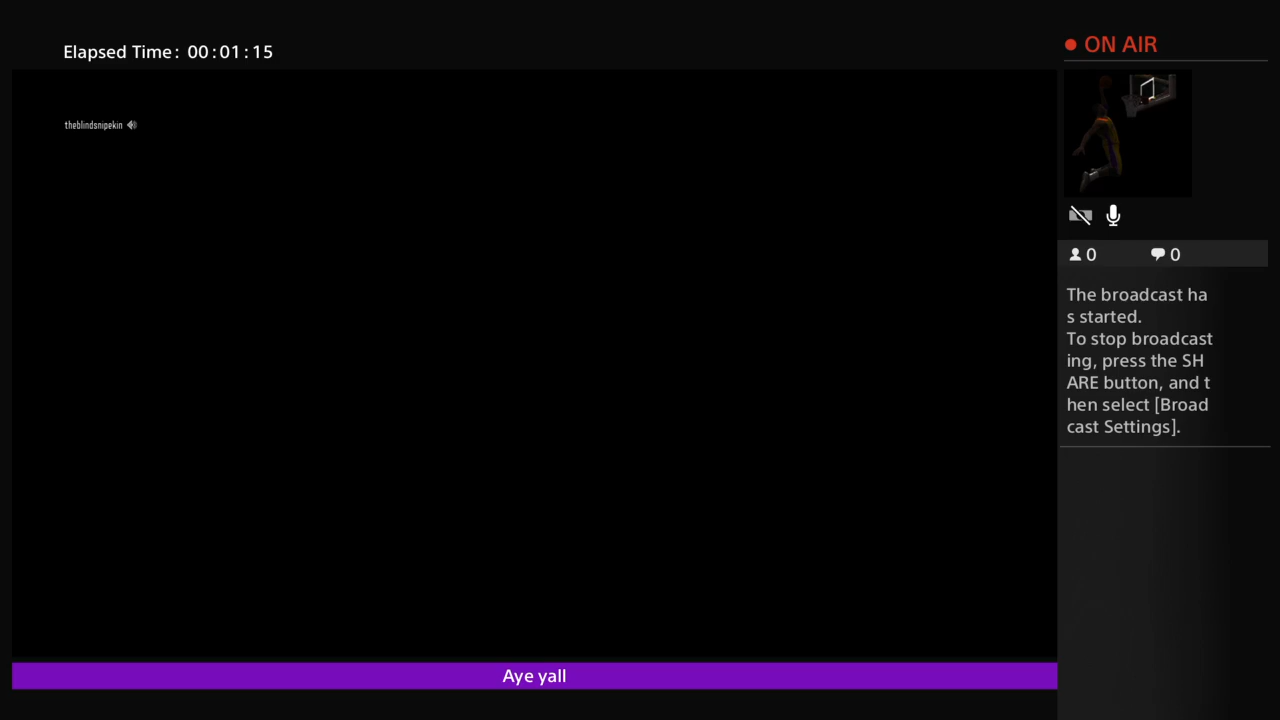 Elapsed Time: 00:01:15
ON AIR
theblindsnipekin
0 0
The broadcast ha
s started.
To stop broadcast
ing, press the SH
ARE button, and t
hen select [Broad
cast Settings].
Aye yall